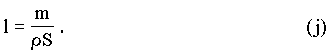 l = m / ρS . (j)